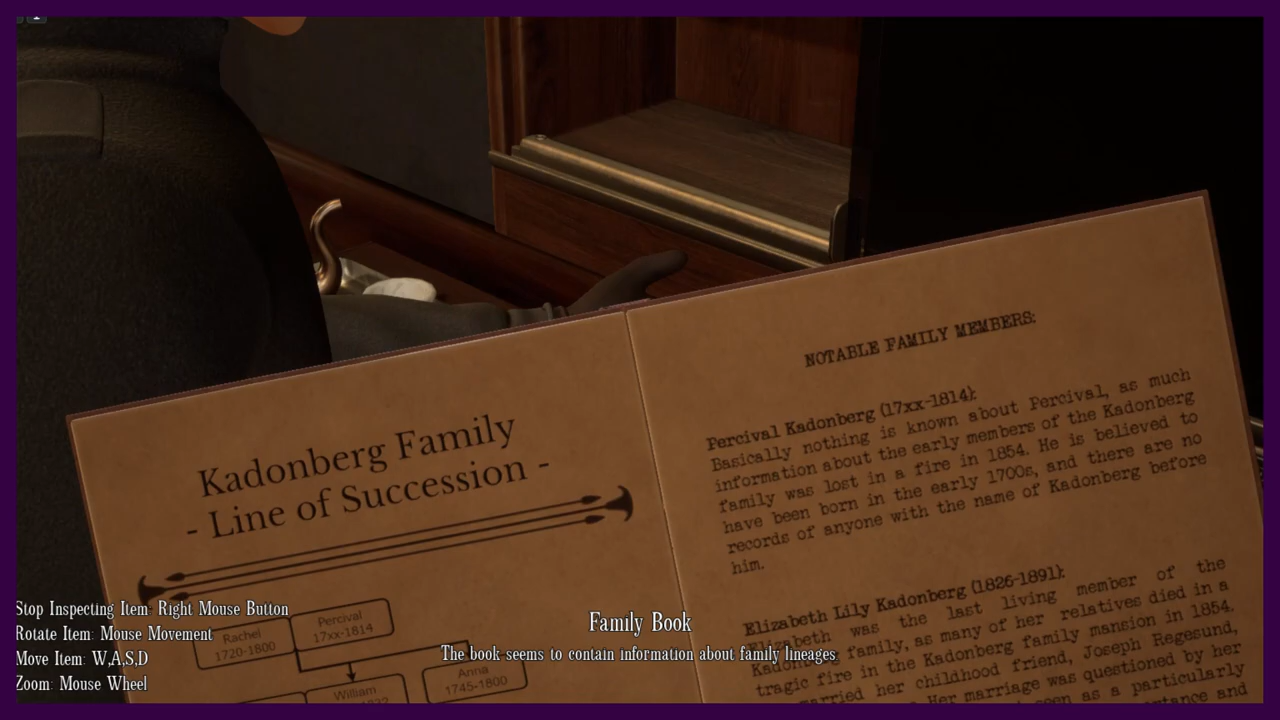 Kadonberg Family
- Line of Succession -
Rachel
1720-1800
Percival
17xx-1814
William
Anna
1745-1800
NOTABLE FAMILY MEMBERS:
Percival Kadonberg (17xx-1814):
Basically nothing is known about Percival, as much
information about the early members of the Kadonberg
family was lost in a fire in 1854. He is believed to
have been born in the early 1700s, and there are no
records of anyone with the name of Kadonberg before
him.
Elizabeth Lily Kadonberg (1826-1891):
Elizabeth was the last living member of the
Kadonberg family, as many of her relatives died in a
tragic fire in the Kadonberg family mansion in 1854.
married her childhood friend, Joseph Regesund,
Her marriage was questioned by her
seen as a particularly
and
Stop Inspecting Item: Right Mouse Button
Rotate Item: Mouse Movement
Move Item: W,A,S,D
Zoom: Mouse Wheel
Family Book
The book seems to contain information about family lineages